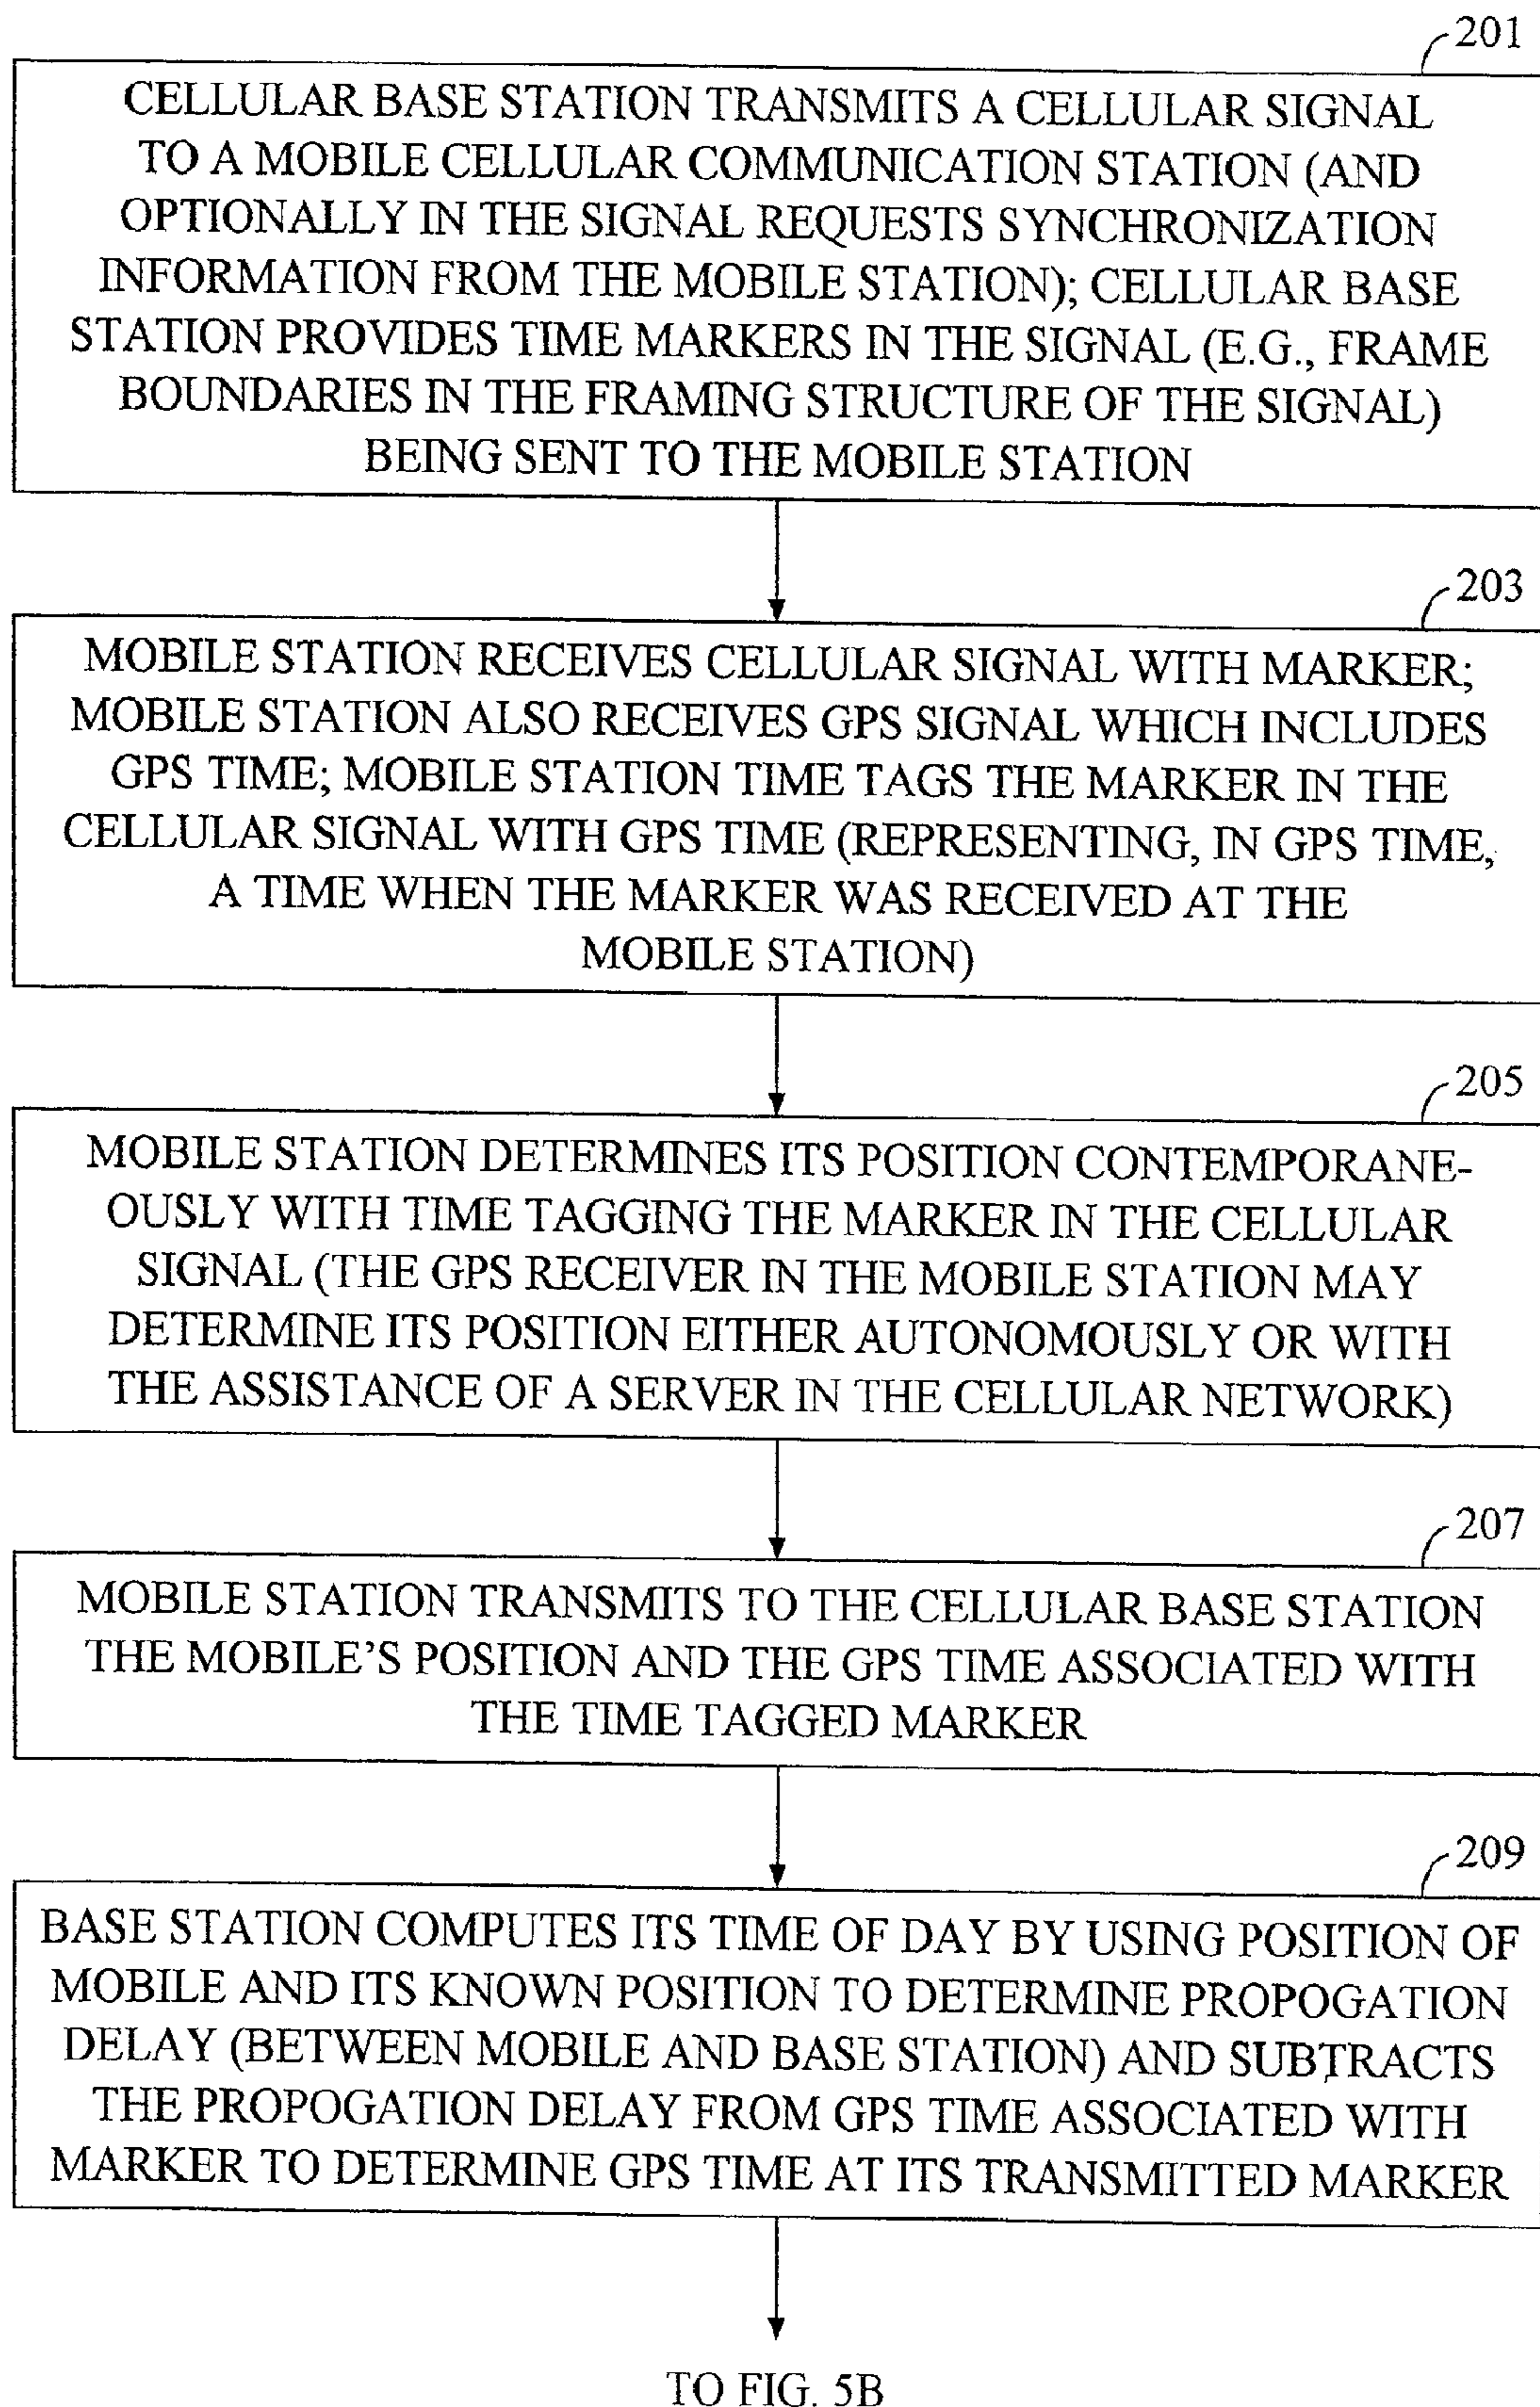 201
CELLULAR BASE STATION TRANSMITS A CELLULAR SIGNAL
TO A MOBILE CELLULAR COMMUNICATION STATION (AND
OPTIONALLY IN THE SIGNAL REQUESTS SYNCHRONIZATION
INFORMATION FROM THE MOBILE STATION); CELLULAR BASE
STATION PROVIDES TIME MARKERS IN THE SIGNAL (E.G., FRAME
BOUNDARIES IN THE FRAMING STRUCTURE OF THE SIGNAL)
BEING SENT TO THE MOBILE STATION
203
MOBILE STATION RECEIVES CELLULAR SIGNAL WITH MARKER;
MOBILE STATION ALSO RECEIVES GPS SIGNAL WHICH INCLUDES
GPS TIME; MOBILE STATION TIME TAGS THE MARKER IN THE
CELLULAR SIGNAL WITH GPS TIME (REPRESENTING, IN GPS TIME,
A TIME WHEN THE MARKER WAS RECEIVED AT THE
MOBILE STATION)
205
MOBILE STATION DETERMINES ITS POSITION CONTEMPORANE-
OUSLY WITH TIME TAGGING THE MARKER IN THE CELLULAR
SIGNAL (THE GPS RECEIVER IN THE MOBILE STATION MAY
DETERMINE ITS POSITION EITHER AUTONOMOUSLY OR WITH
THE ASSISTANCE OF A SERVER IN THE CELLULAR NETWORK)
207
MOBILE STATION TRANSMITS TO THE CELLULAR BASE STATION
THE MOBILE'S POSITION AND THE GPS TIME ASSOCIATED WITH
THE TIME TAGGED MARKER
209
BASE STATION COMPUTES ITS TIME OF DAY BY USING POSITION OF
MOBILE AND ITS KNOWN POSITION TO DETERMINE PROPOGATION
DELAY (BETWEEN MOBILE AND BASE STATION) AND SUBTRACTS
THE PROPOGATION DELAY FROM GPS TIME ASSOCIATED WITH
MARKER TO DETERMINE GPS TIME AT ITS TRANSMITTED MARKER
TO FIG. 5B